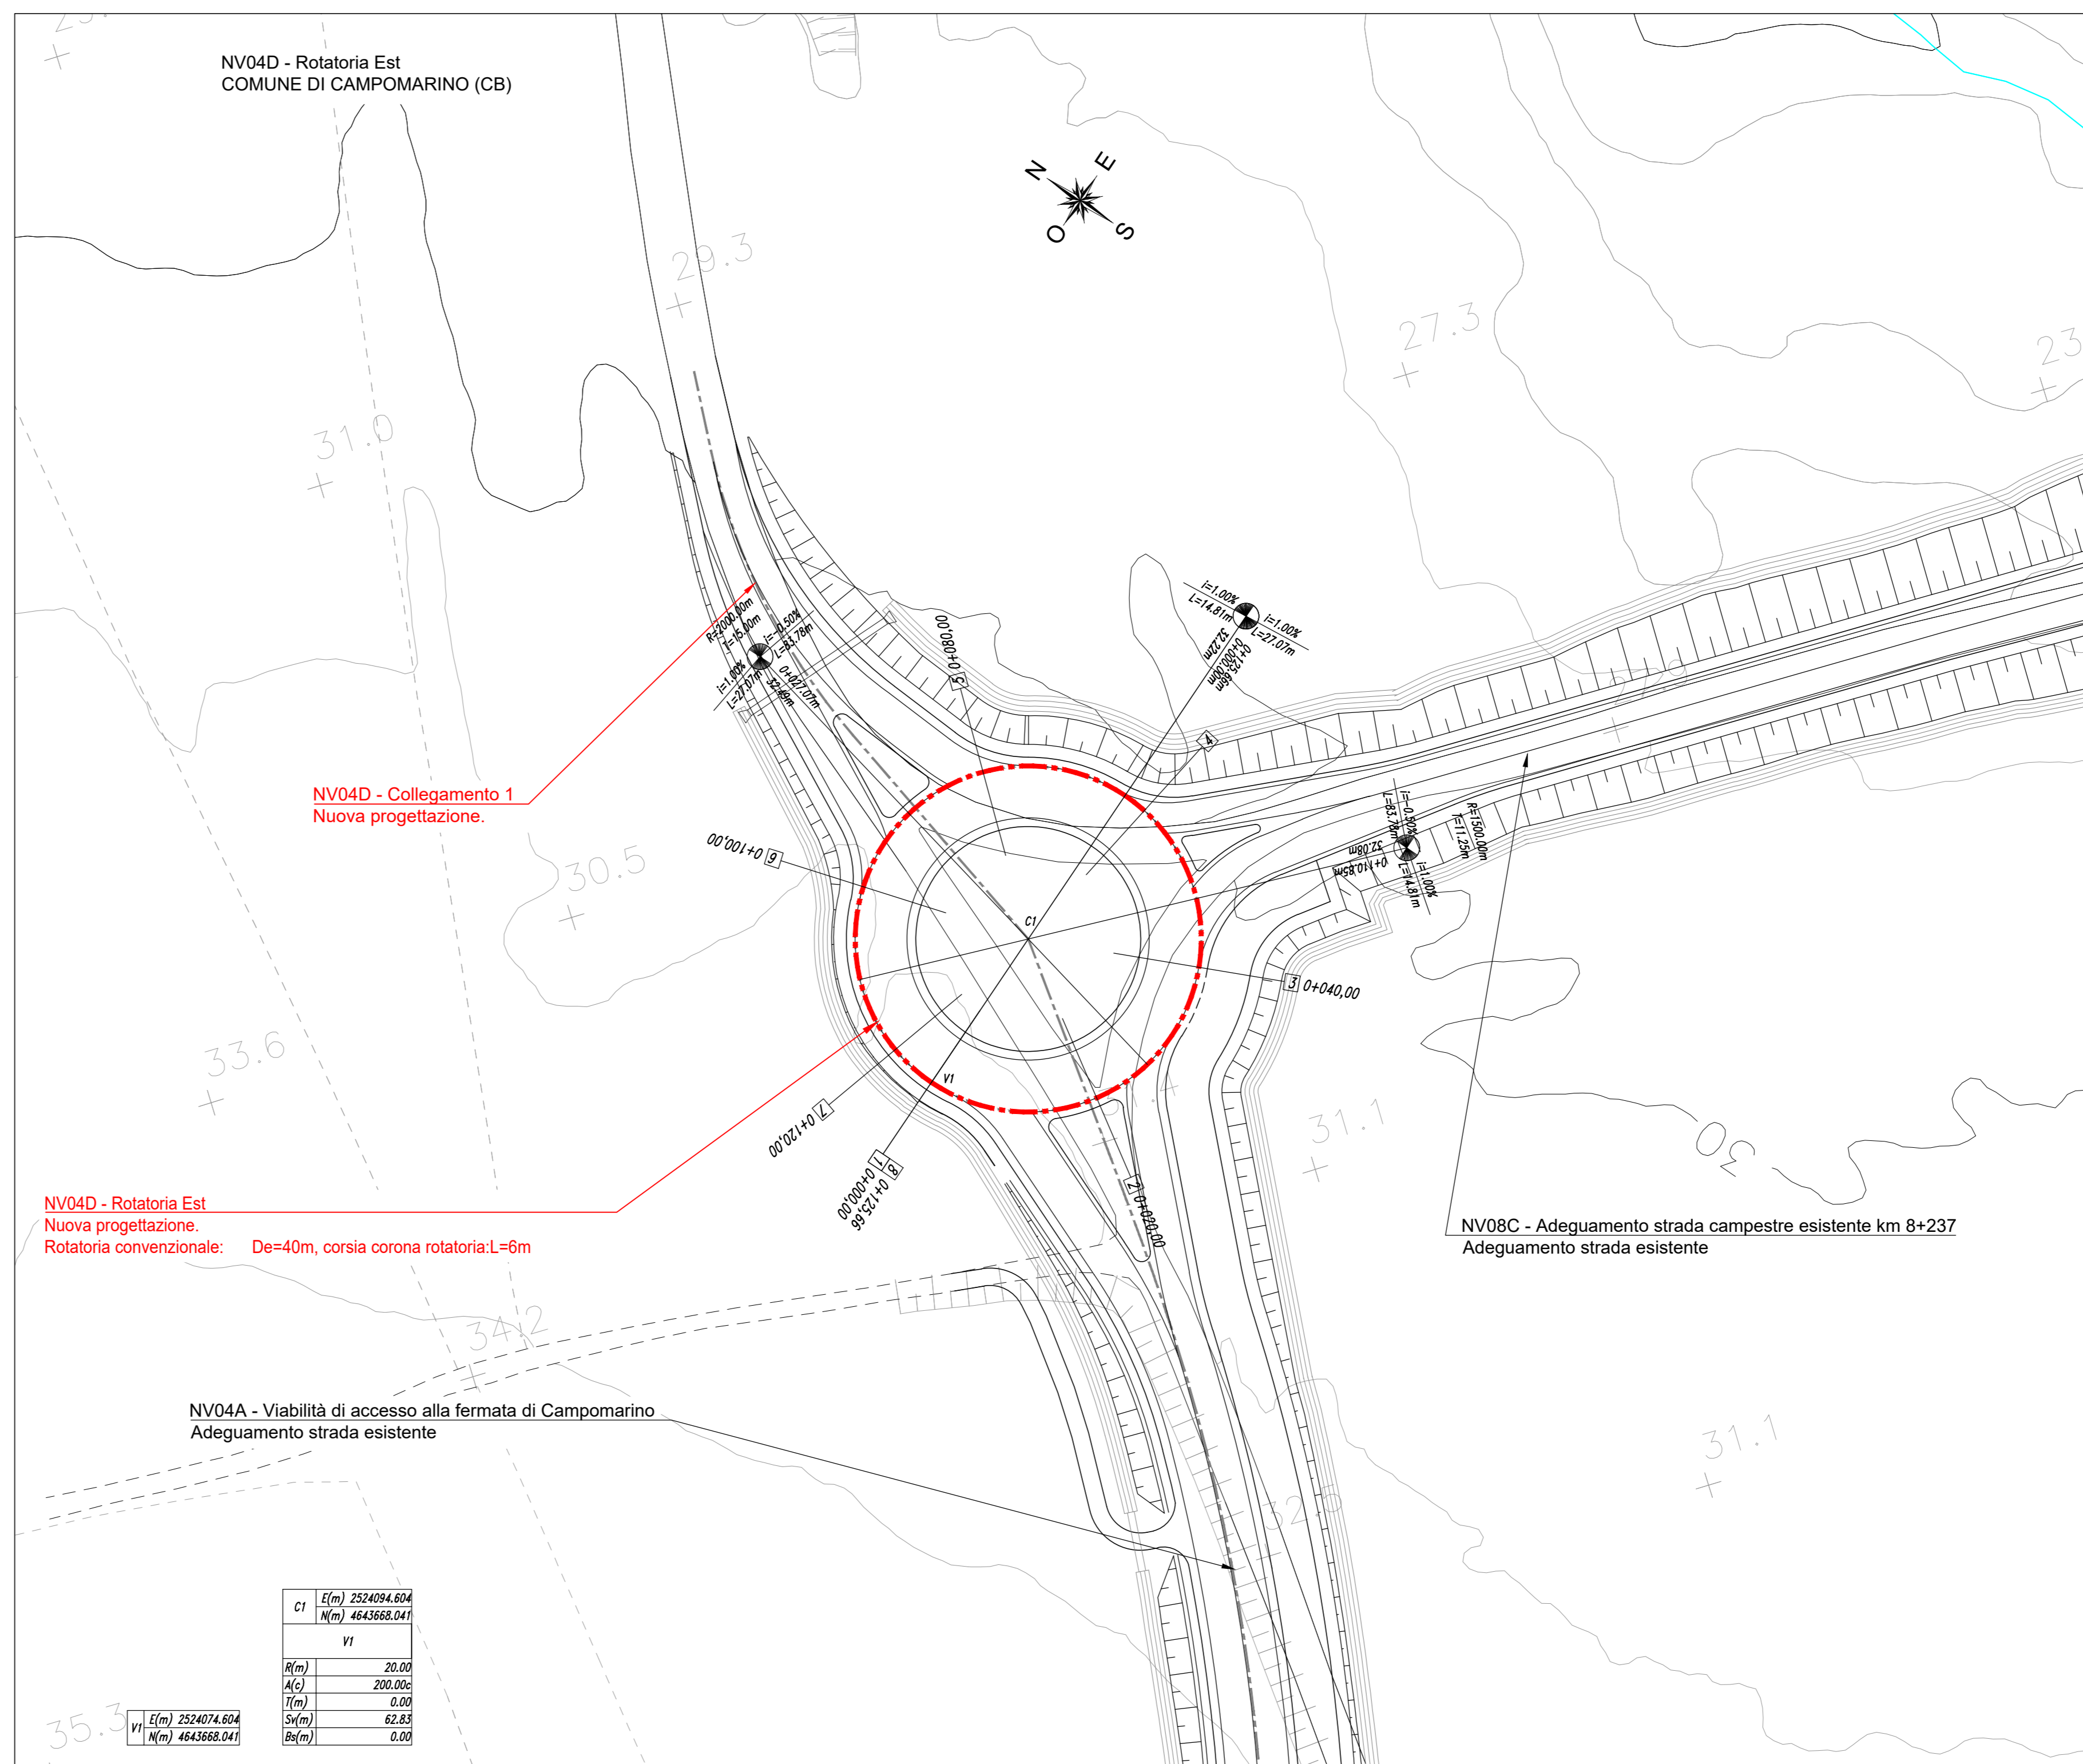 NV04D - Rotatoria Est
COMUNE DI CAMPOMARINO (CB)
N
E
O
S
29.3
27.3
31.0
30.5
33.6
31.1
34.2
31.1
35.3
30
R=2000.00m
T=15.00m
i=-0.50%
L=83.78m
i=1.00%
L=27.07m
0+027.07m
32.49m
i=1.00%
L=14.81m
i=1.00%
L=27.07m
32.22m
0+000.00m
0+125.66m
5 0+080,00
4
NV04D - Collegamento 1
Nuova progettazione.
6 0+100,00
i=-0.50%
L=83.78m
R=1500.00m
T=11.25m
32.08m
0+110.85m
i=1.00%
L=14.81m
C1
3 0+040,00
V1
7 0+120,00
1 0+000,00
8 0+125,66
2 0+020,00
NV04D - Rotatoria Est
Nuova progettazione.
Rotatoria convenzionale: De=40m, corsia corona rotatoria:L=6m
NV08C - Adeguamento strada campestre esistente km 8+237
Adeguamento strada esistente
NV04A - Viabilità di accesso alla fermata di Campomarino
Adeguamento strada esistente
C1 E(m) 2524094.604
N(m) 4643668.041
V1
R(m) 20.00
A(c) 200.00c
T(m) 0.00
Sv(m) 62.83
Bs(m) 0.00
V1 E(m) 2524074.604
N(m) 4643668.041